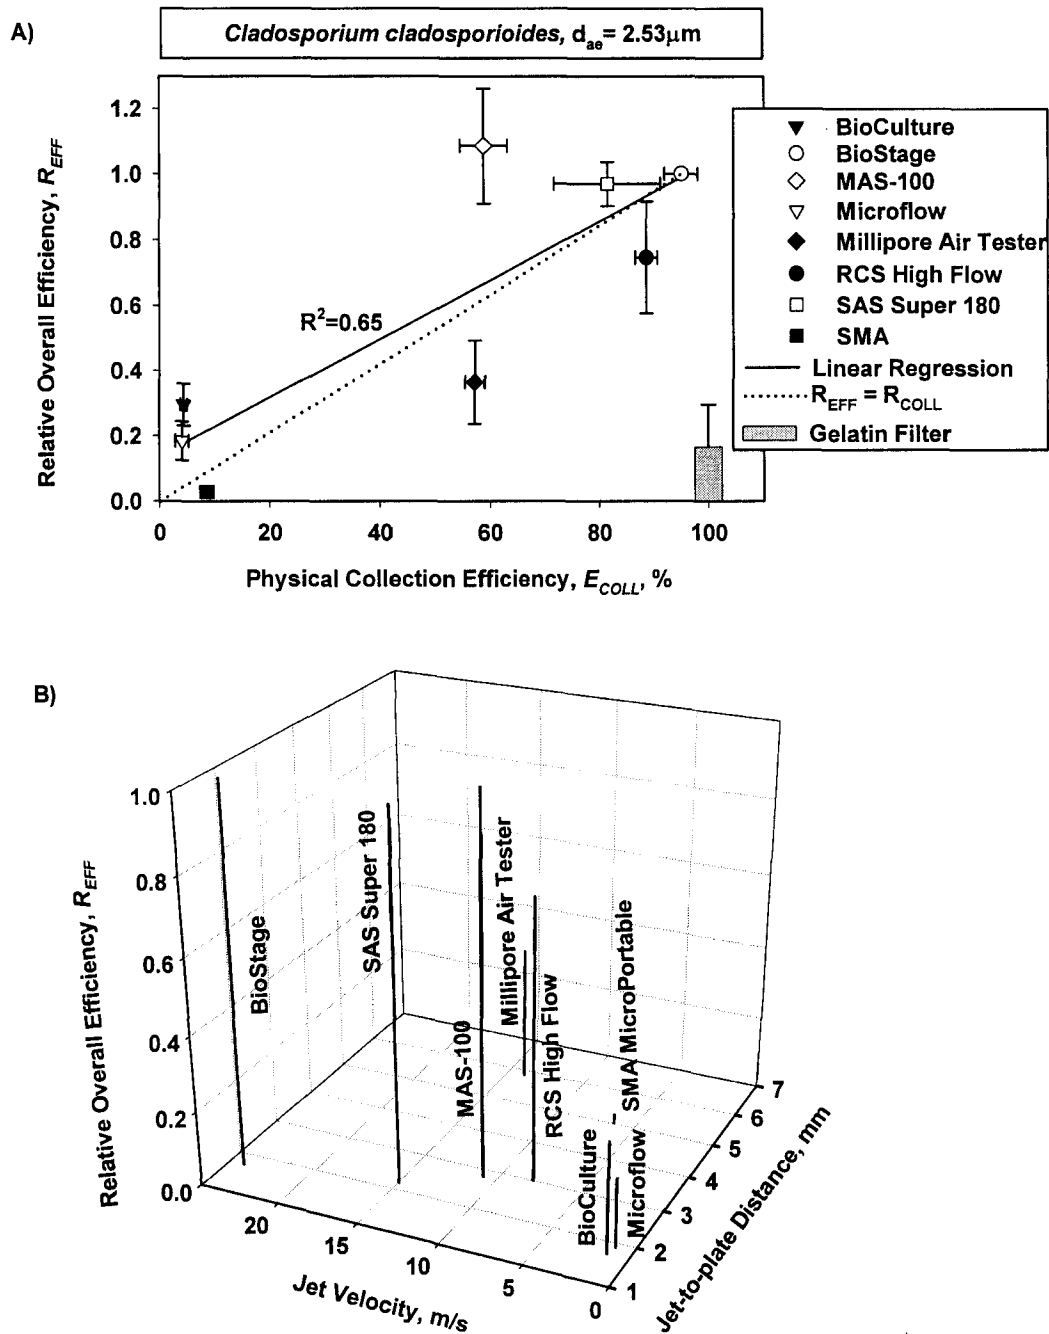 A)
Cladosporium cladosporioides, dae= 2.53µm
Relative Overall Efficiency, REFF
1.2
1.0
0.8
0.6
0.4
0.2
0.0
R2=0.65
0 20 40 60 80 100
Physical Collection Efficiency, ECOLL, %
BioCulture
BioStage
MAS-100
Microflow
Millipore Air Tester
RCS High Flow
SAS Super 180
SMA
Linear Regression
REFF = RCOLL
Gelatin Filter
B)
Relative Overall Efficiency, REFF
1.0
0.8
0.6
0.4
0.2
0.0
BioStage
SAS Super 180
MAS-100
Millipore Air Tester
RCS High Flow
SMA MicroPortable
BioCulture
Microflow
20
15
10
5
0
Jet Velocity, m/s
1
2
3
4
5
6
7
Jet-to-plate Distance, mm